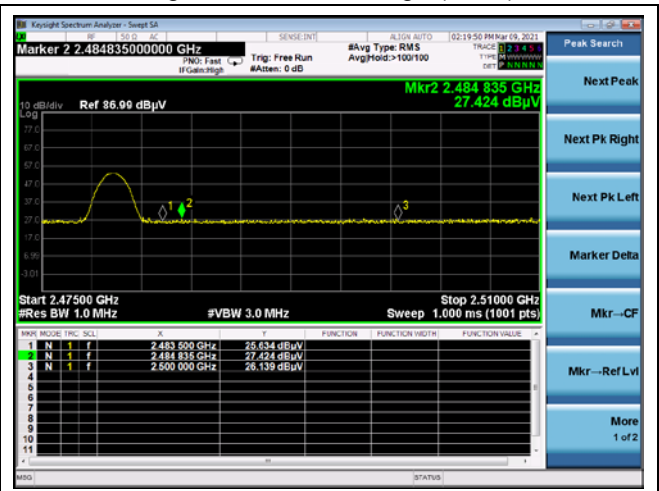 Keysight Spectrum Analyzer - Swept SA
RF 50 Ω AC SENSE:INT ALIGN AUTO 02:19:50 PM Mar 09, 2021
Marker 2 2.484835000000 GHz
PNO: Fast
IFGain:High
Trig: Free Run
#Atten: 0 dB
#Avg Type: RMS
Avg|Hold:>100/100
TRACE 1 2 3 4 5 6
TYPE M WWWWW
DET P N N N N N
Peak Search
Mkr2 2.484 835 GHz
27.424 dBµV
10 dB/div Ref 86.99 dBµV
Log
77.0
67.0
57.0
47.0
37.0
27.0
17.0
6.99
-3.01
1
2
3
Start 2.47500 GHz
Stop 2.51000 GHz
#Res BW 1.0 MHz
#VBW 3.0 MHz
Sweep 1.000 ms (1001 pts)
MKR MODE TRC SCL X Y FUNCTION FUNCTION WIDTH FUNCTION VALUE
1 N 1 f 2.483 500 GHz 25.634 dBµV
2 N 1 f 2.484 835 GHz 27.424 dBµV
3 N 1 f 2.500 000 GHz 26.139 dBµV
4
5
6
7
8
9
10
11
MSG
STATUS
Next Peak
Next Pk Right
Next Pk Left
Marker Delta
Mkr→CF
Mkr→Ref Lvl
More
1 of 2